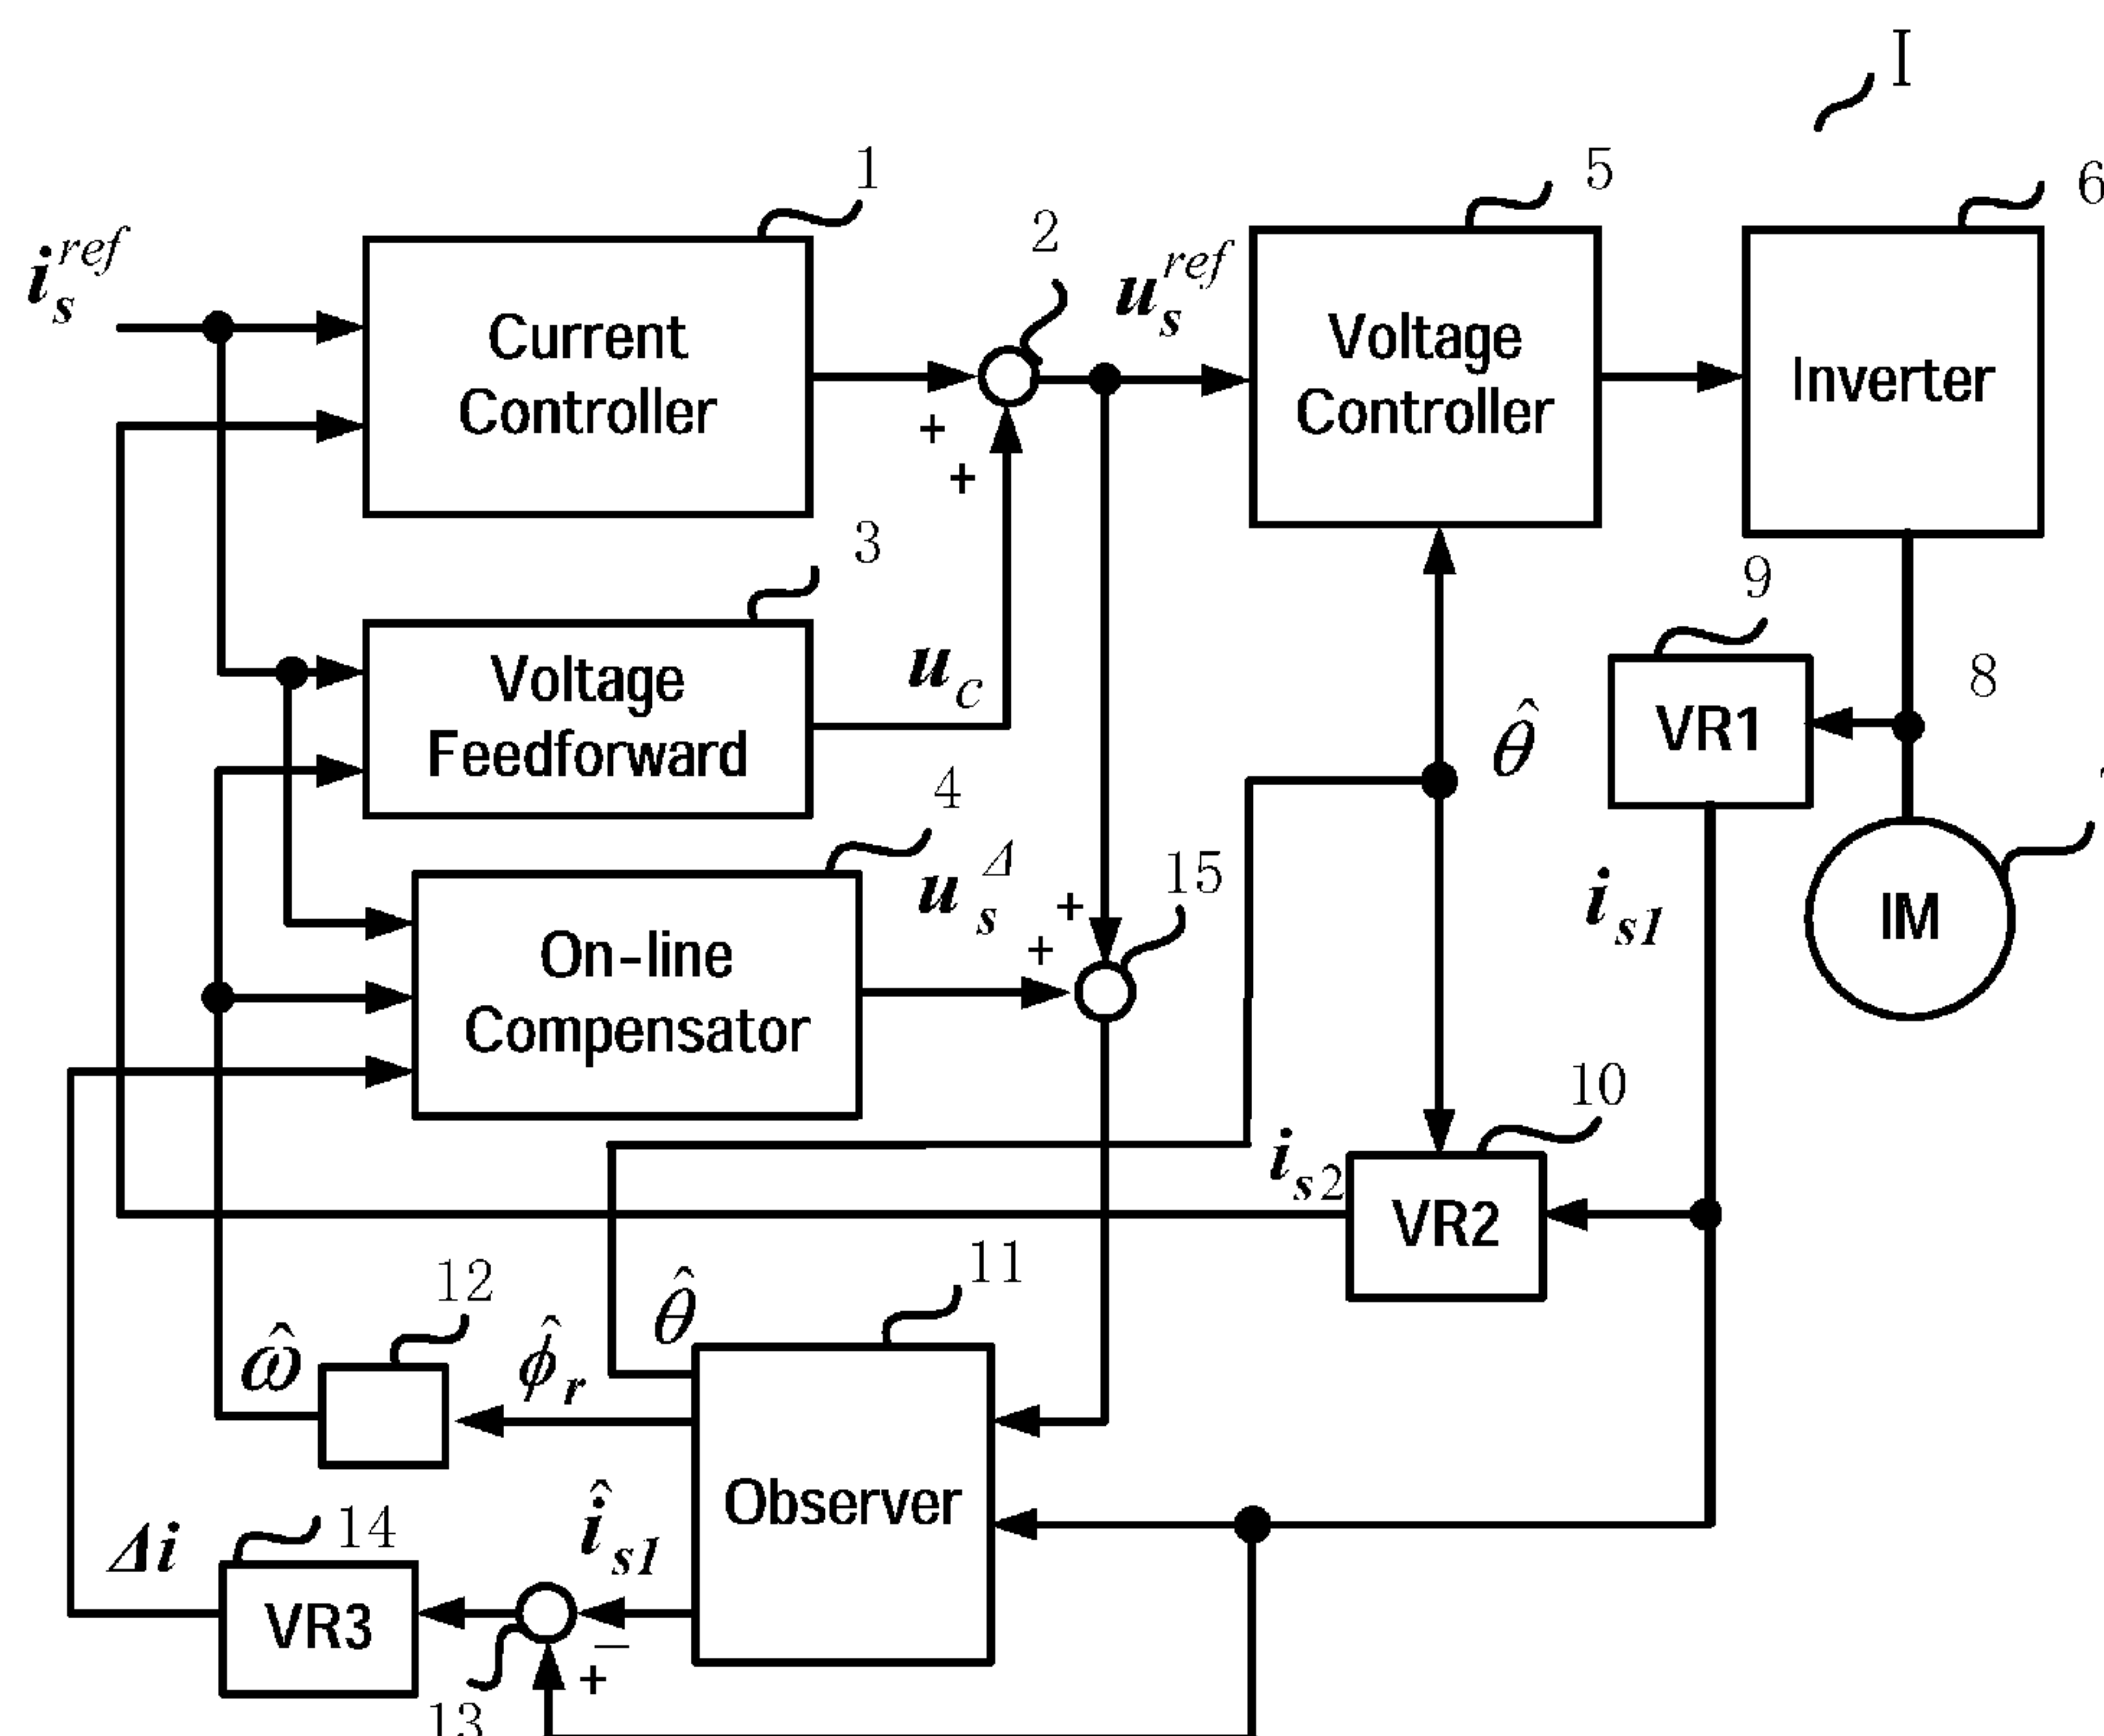 I
1
2
5
6
i_s^ref
u_s^ref
Current
Controller
Voltage
Controller
Inverter
+
+
3
9
8
Voltage
Feedforward
u_c
VR1
θ̂
4
u_s^Δ
15
i_s1
IM
+
+
On-line
Compensator
10
i_s2
VR2
11
12
θ̂
ω̂
φ̂_r
Observer
14
î_s1
Δi
VR3
−
+
13